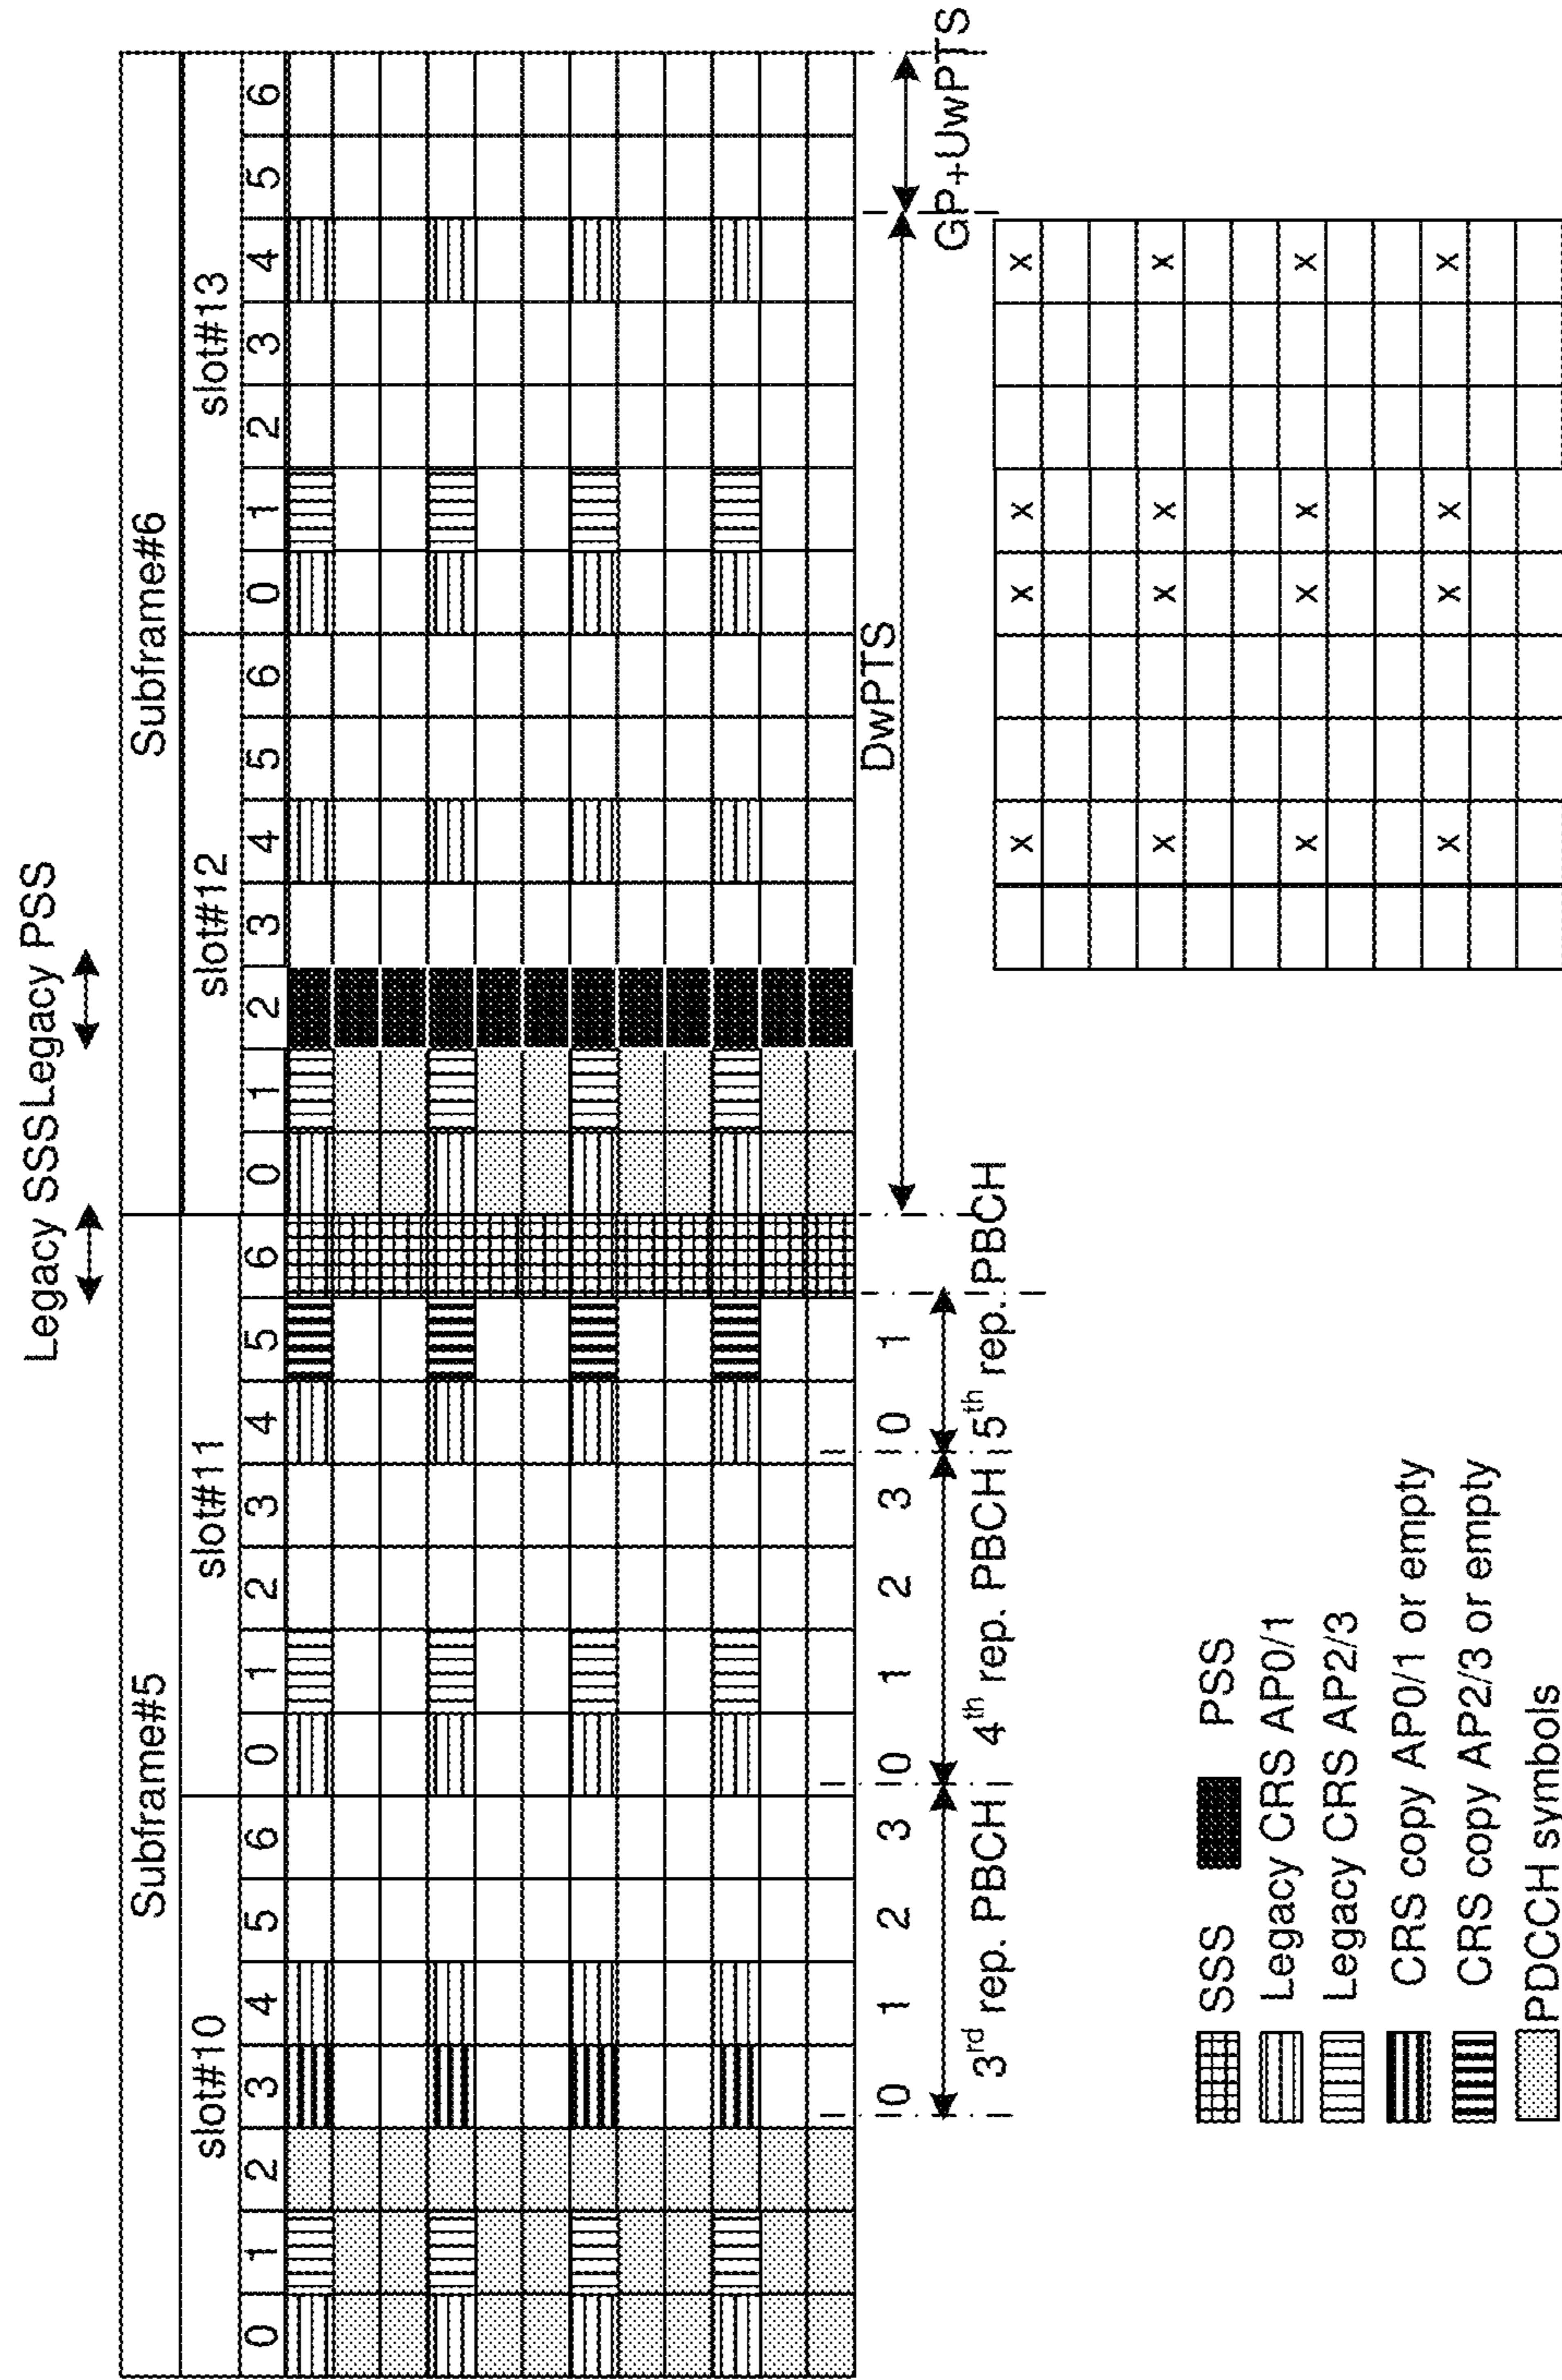 Legacy SSS Legacy PSS
Subframe#5 Subframe#6
slot#10 slot#11 slot#12 slot#13
0 1 2 3 4 5 6 0 1 2 3 4 5 6 0 1 2 3 4 5 6 0 1 2 3 4 5 6
0 1 2 3 0 1 2 3 0 1 DwPTS
3rd rep. PBCH 4th rep. PBCH 5th rep. PBCH GP+UwPTS
x x x x
x x x x
x x x x
x x x x
SSS PSS
Legacy CRS AP0/1
Legacy CRS AP2/3
CRS copy AP0/1 or empty
CRS copy AP2/3 or empty
PDCCH symbols